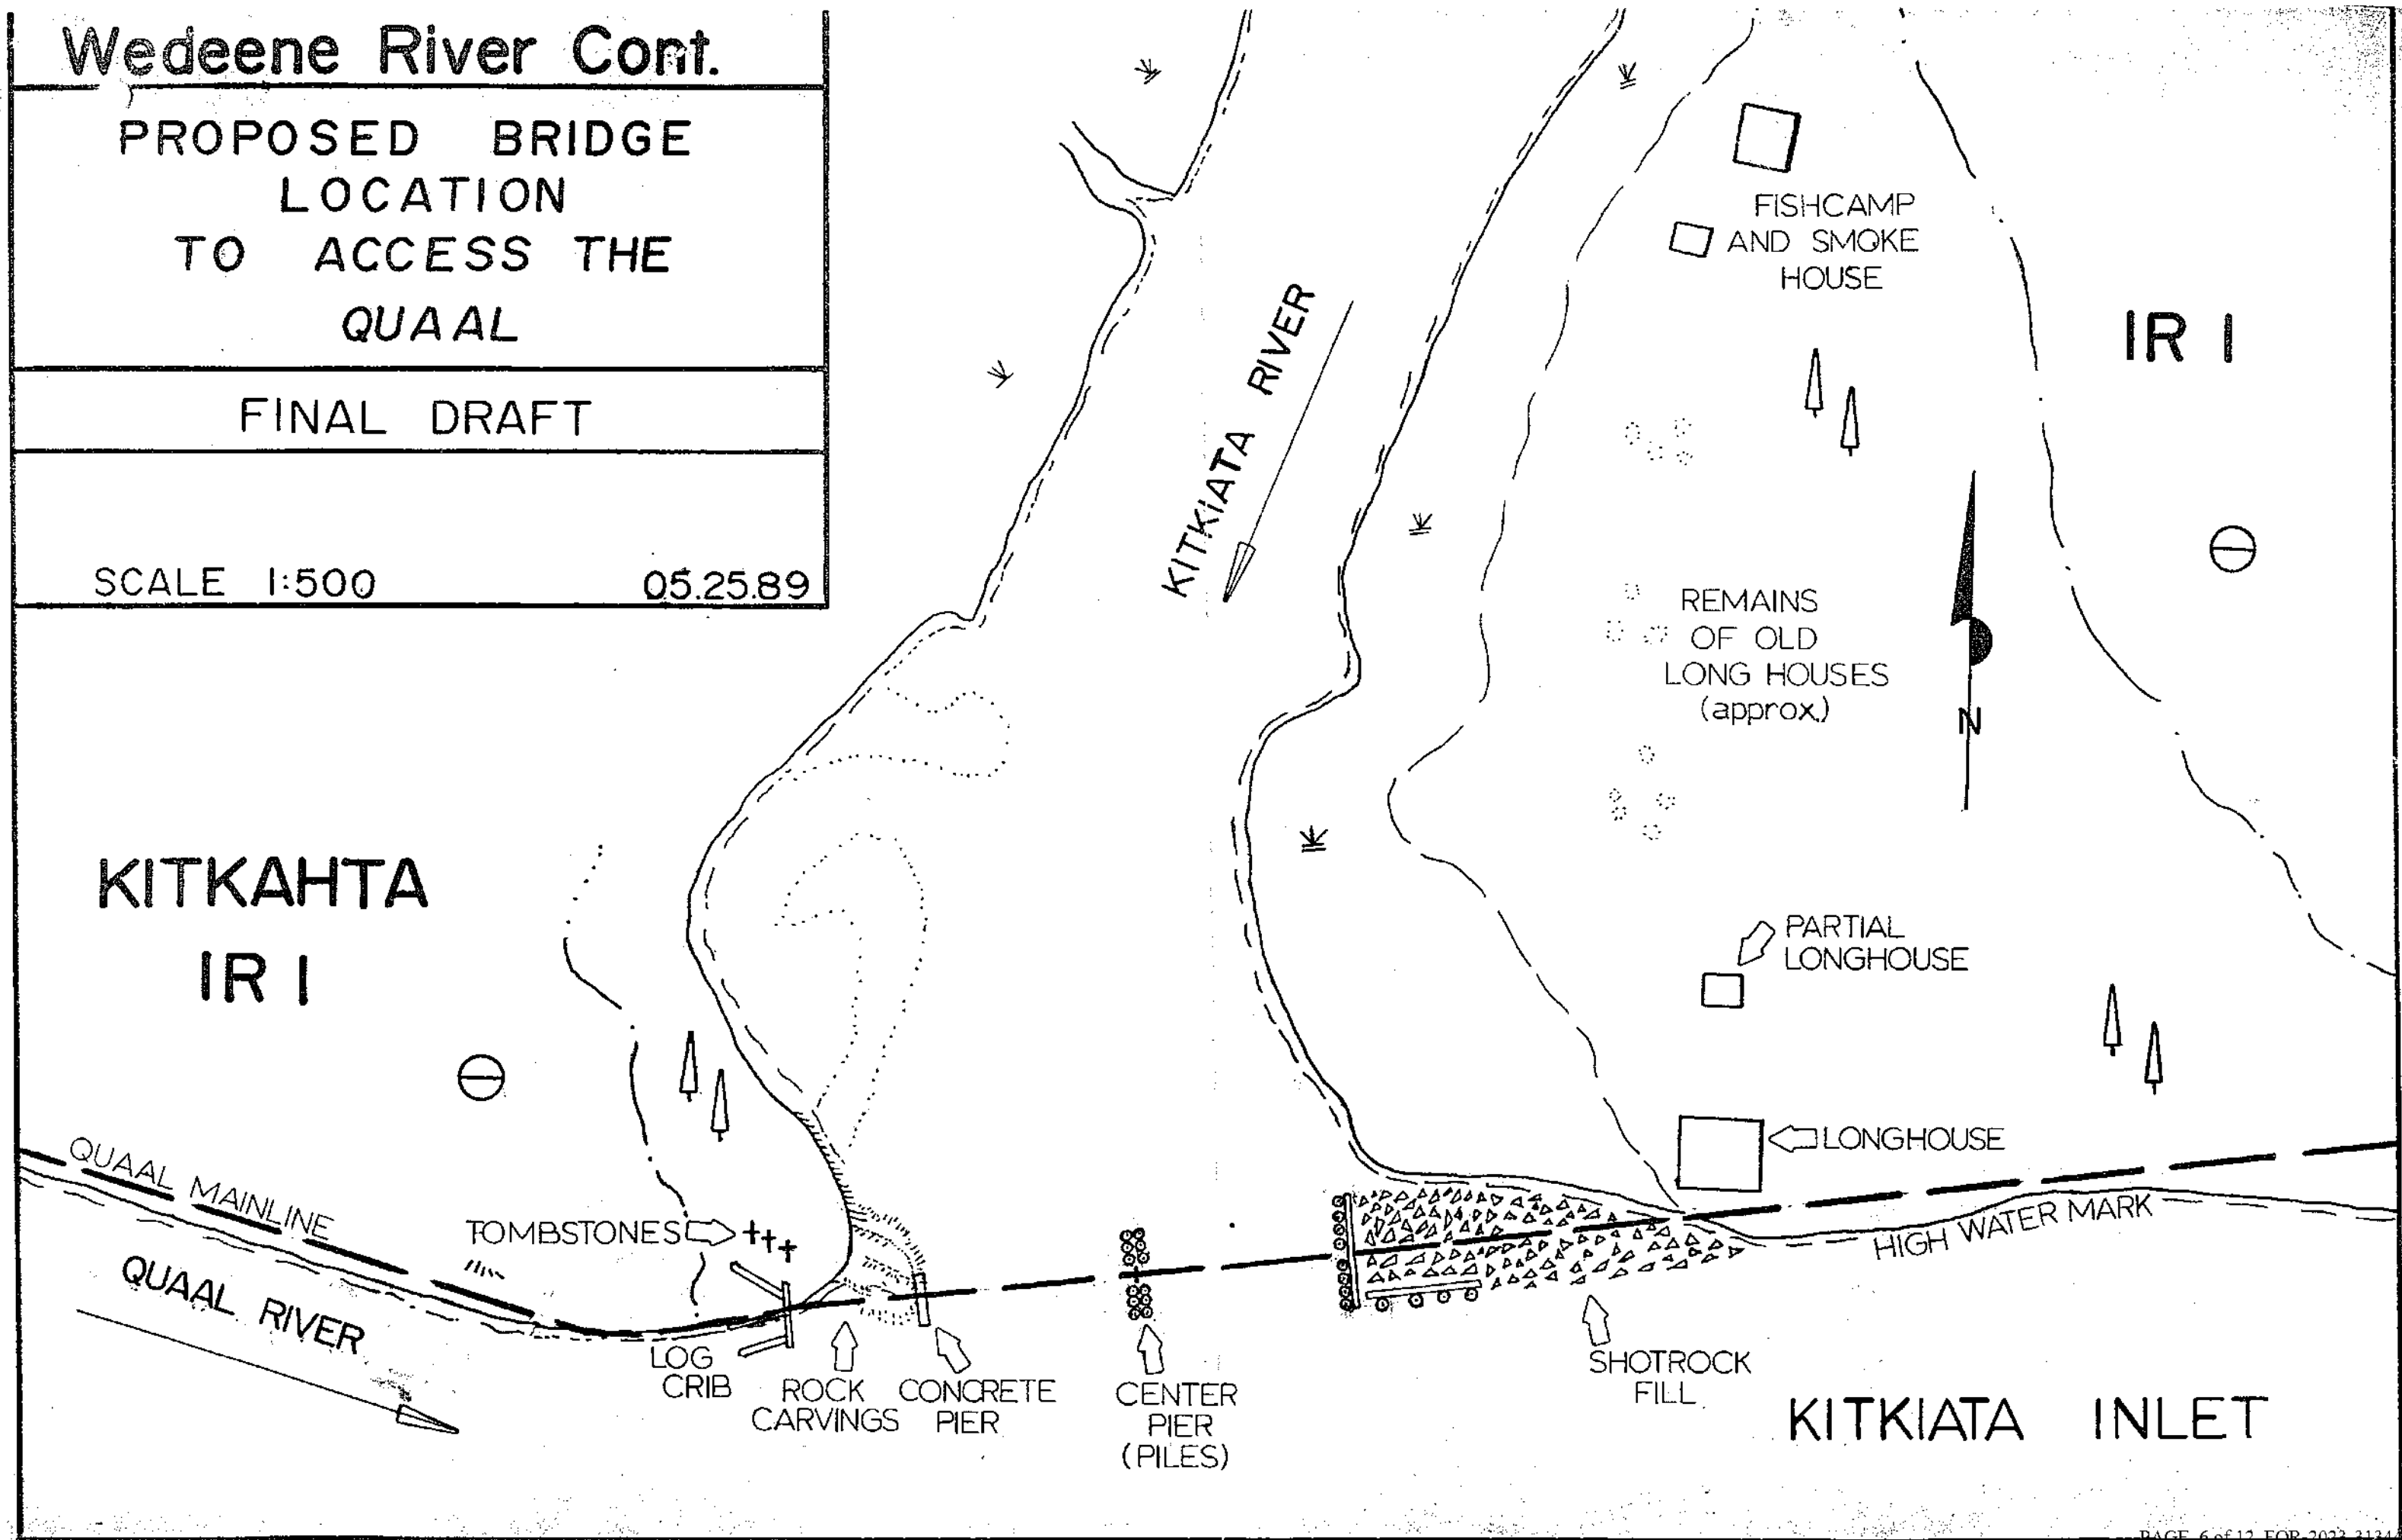 Wedeene River Cont.
PROPOSED BRIDGE
LOCATION
TO ACCESS THE
QUAAL
FINAL DRAFT
SCALE 1:500 05.25.89
KITKIATA RIVER
FISHCAMP
AND SMOKE
HOUSE
IR 1
REMAINS
OF OLD
LONG HOUSES
(approx.)
N
KITKAHTA
IR 1
PARTIAL
LONGHOUSE
LONGHOUSE
QUAAL MAINLINE
TOMBSTONES
QUAAL RIVER
HIGH WATER MARK
LOG
CRIB
ROCK
CARVINGS
CONCRETE
PIER
CENTER
PIER
(PILES)
SHOTROCK
FILL
KITKIATA INLET